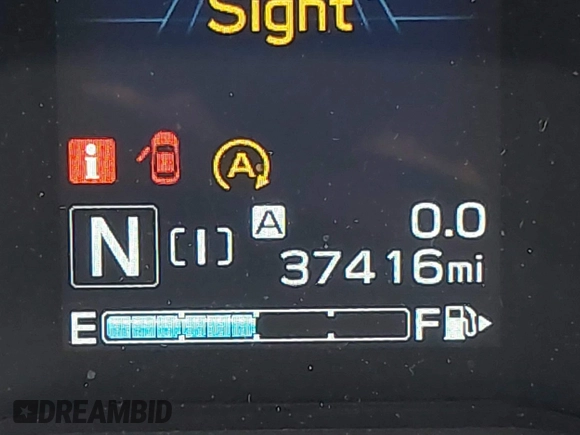 Sight
i
A
N [I] A 0.0
37416mi
E F
DREAMBID